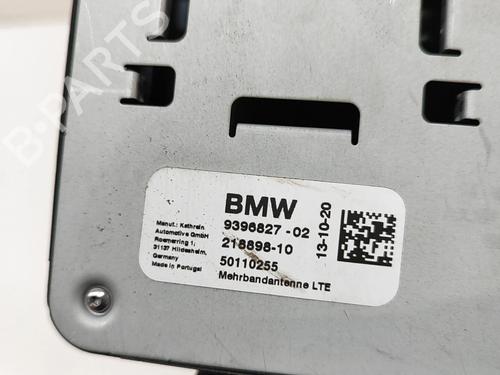 B-PARTS
BMW
Manuf.: Kathrein
Automotive GmbH
Roemerring 1;
31137 Hildesheim,
Germany
Made in Portugal
9396827-02
218898-10
50110255
Mehrbandantenne LTE
13-10-20